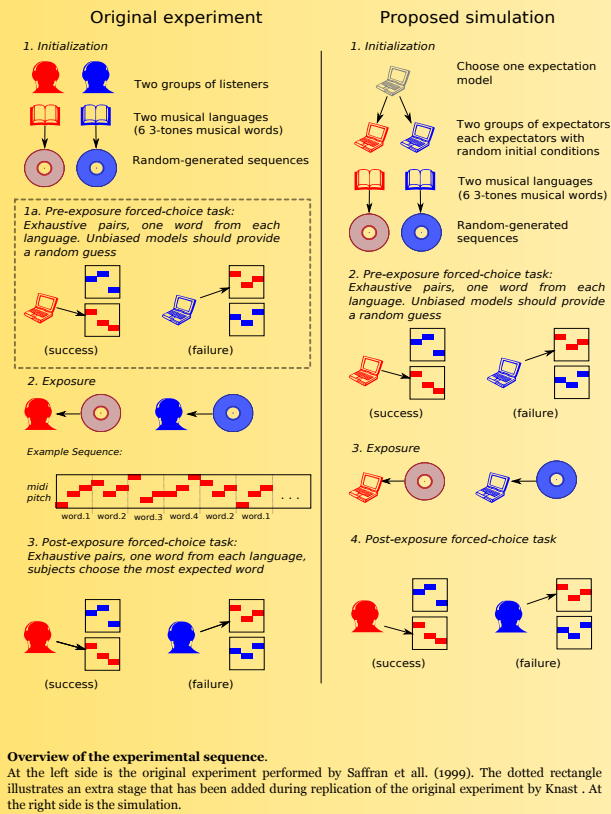 Original experiment
1. Initialization
Two groups of listeners
Two musical languages
(6 3-tones musical words)
Random-generated sequences
1a. Pre-exposure forced-choice task:
Exhaustive pairs, one word from each
language. Unbiased models should provide
a random guess
(success)
(failure)
2. Exposure
Example Sequence:
midi
pitch
word.1 word.2 word.3 word.4 word.2 word.1
. . .
3. Post-exposure forced-choice task:
Exhaustive pairs, one word from each language,
subjects choose the most expected word
(success)
(failure)
Proposed simulation
1. Initialization
Choose one expectation
model
Two groups of expectators
each expectators with
random initial conditions
Two musical languages
(6 3-tones musical words)
Random-generated
sequences
2. Pre-exposure forced-choice task:
Exhaustive pairs, one word from each
language. Unbiased models should provide
a random guess
(success)
(failure)
3. Exposure
4. Post-exposure forced-choice task
(success)
(failure)
Overview of the experimental sequence.
At the left side is the original experiment performed by Saffran et all. (1999). The dotted rectangle
illustrates an extra stage that has been added during replication of the original experiment by Knast . At
the right side is the simulation.